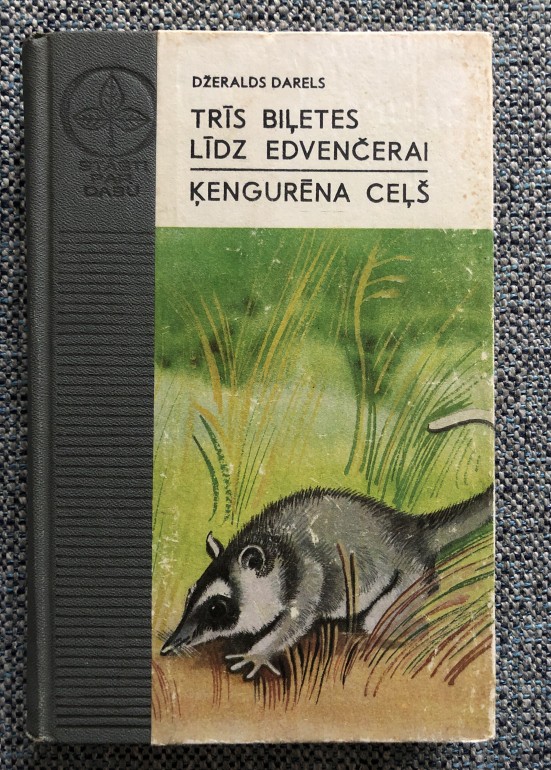 DŽERALDS DARELS
TRĪS BIĻETES
LĪDZ EDVENČERAI
ĶENGURĒNA CEĻŠ
STĀSTI
PAR
DABU